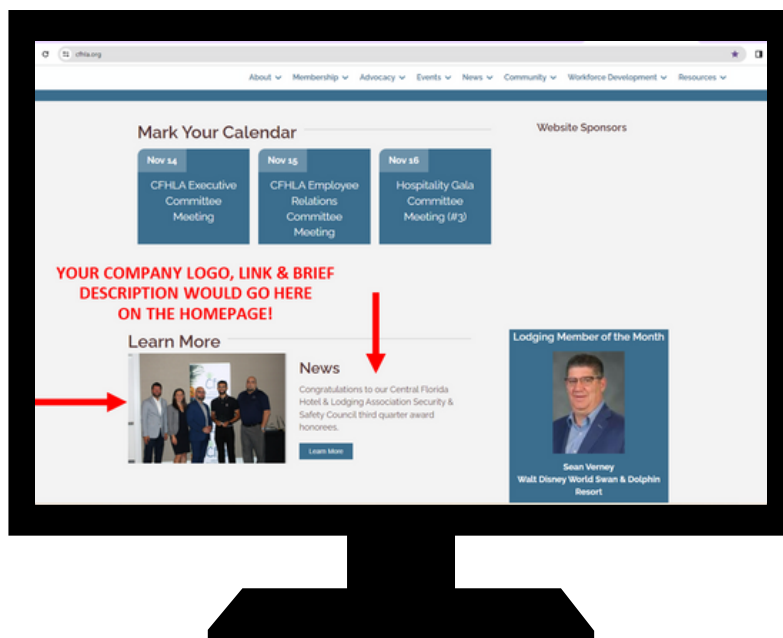 cfhla.org
About Membership Advocacy Events News Community Workforce Development Resources
Mark Your Calendar
Website Sponsors
Nov 14
CFHLA Executive
Committee
Meeting
Nov 15
CFHLA Employee
Relations
Committee
Meeting
Nov 16
Hospitality Gala
Committee
Meeting (#3)
YOUR COMPANY LOGO, LINK & BRIEF
DESCRIPTION WOULD GO HERE
ON THE HOMEPAGE!
Learn More
News
Congratulations to our Central Florida
Hotel & Lodging Association Security &
Safety Council third quarter award
honorees.
Learn More
Lodging Member of the Month
Sean Verney
Walt Disney World Swan & Dolphin
Resort